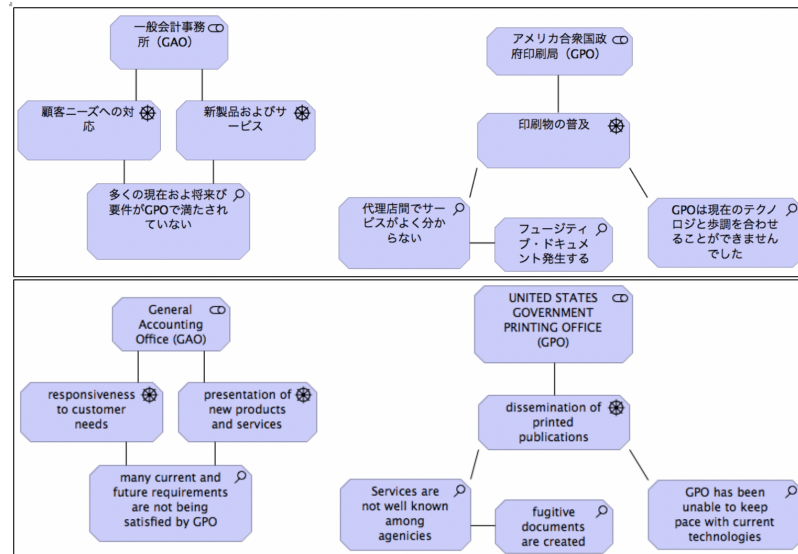 一般会計事務
所（GAO）
アメリカ合衆国政
府印刷局（GPO）
顧客ニーズへの対
応
新製品およびサ
ービス
印刷物の普及
多くの現在およ将来び
要件がGPOで満たされ
ていない
代理店間でサー
ビスがよく分か
らない
フュージティ
ブ・ドキュメ
ント発生する
GPOは現在のテクノ
ロジと歩調を合わせ
ることができません
でした
General
Accounting
Office (GAO)
UNITED STATES
GOVERNMENT
PRINTING OFFICE
(GPO)
responsiveness
to customer
needs
presentation of
new products
and services
dissemination of
printed
publications
many current and
future requirements
are not being
satisfied by GPO
Services are
not well known
among
agenicies
fugitive
documents
are created
GPO has been
unable to keep
pace with current
technologies